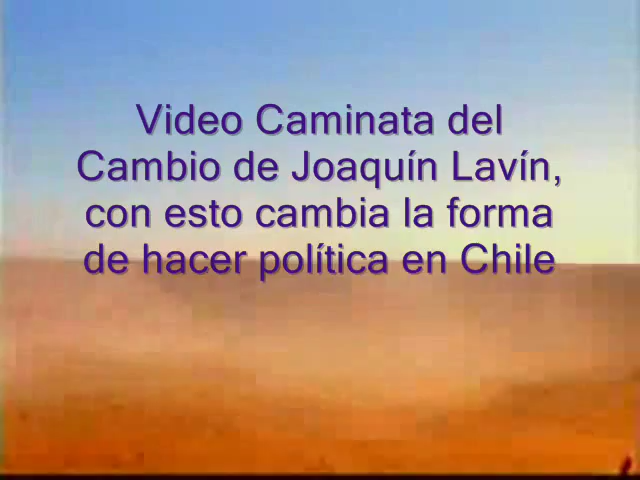 Video Caminata del
Cambio de Joaquín Lavín,
con esto cambia la forma
de hacer política en Chile